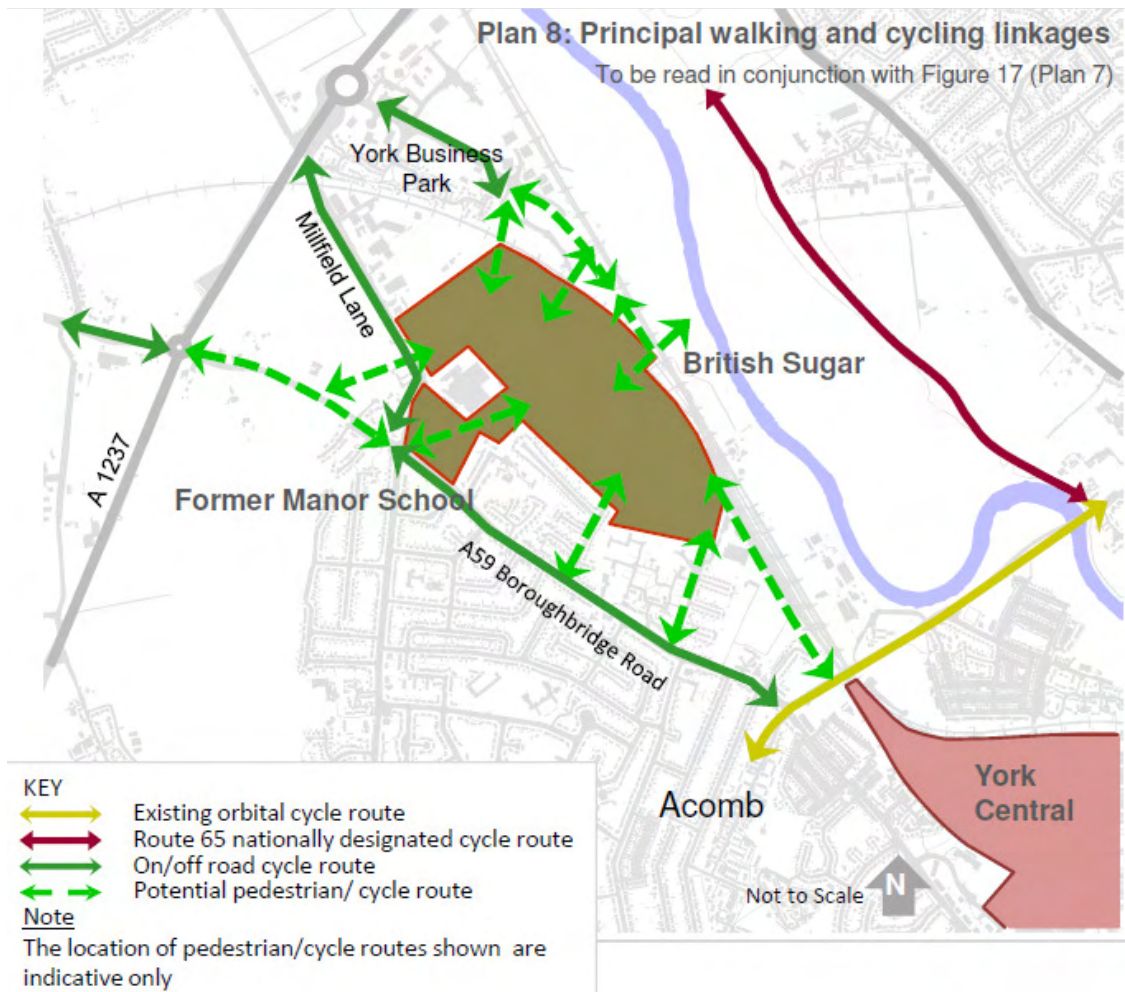 Plan 8: Principal walking and cycling linkages
To be read in conjunction with Figure 17 (Plan 7)
York Business
Park
Millfield Lane
British Sugar
A 1237
Former Manor School
A59 Boroughbridge Road
Acomb
York
Central
Not to Scale
N
KEY
Existing orbital cycle route
Route 65 nationally designated cycle route
On/off road cycle route
Potential pedestrian/ cycle route
Note
The location of pedestrian/cycle routes shown are
indicative only